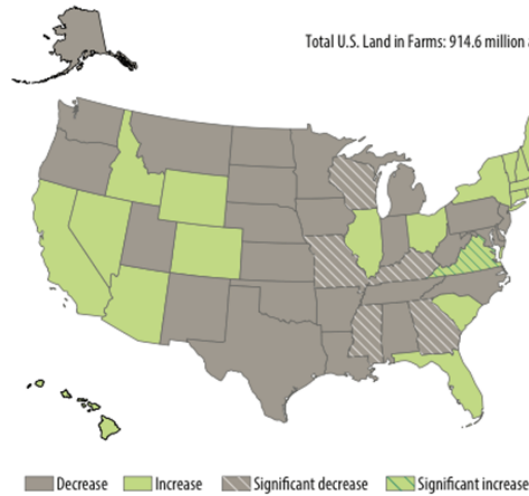 Total U.S. Land in Farms: 914.6 million
Decrease
Increase
Significant decrease
Significant increase